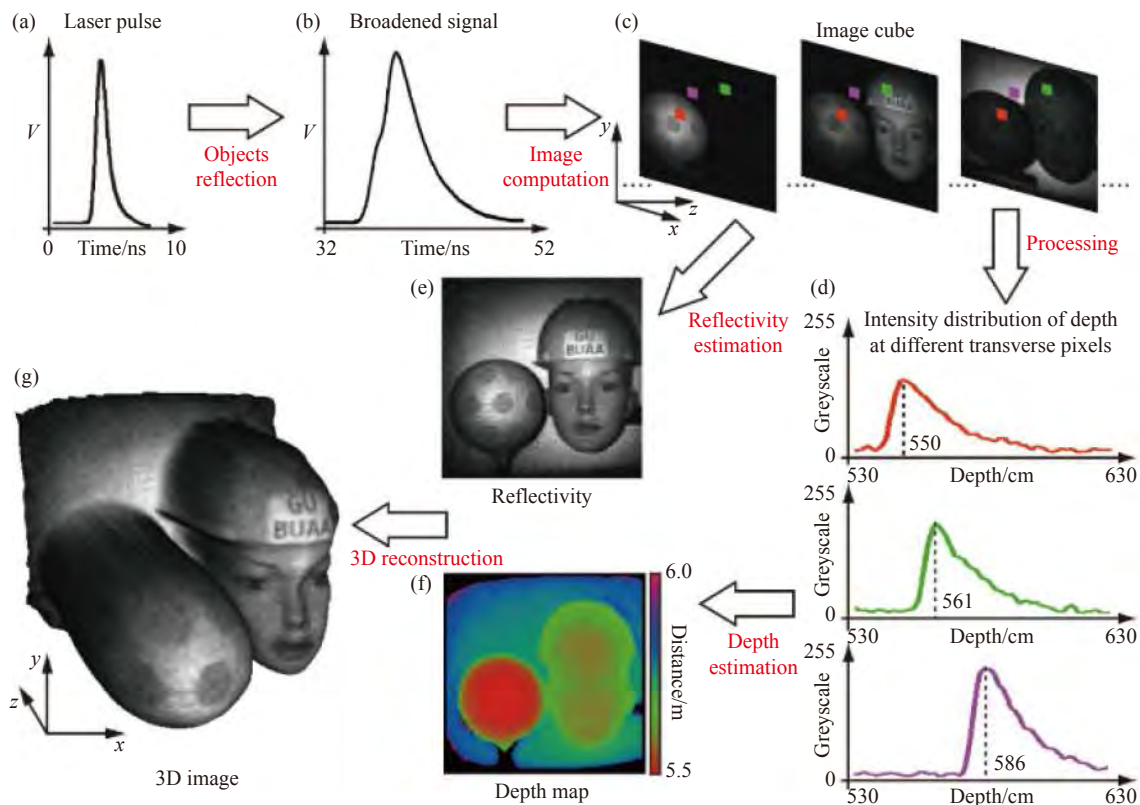 (a) Laser pulse
V
0 Time/ns 10
Objects
reflection
(b) Broadened signal
V
32 Time/ns 52
Image
computation
(c) Image cube
y
z
x
.... .... .... ....
Processing
(d)
Intensity distribution of depth
at different transverse pixels
255
Greyscale
0
550
530 Depth/cm 630
255
Greyscale
0
561
530 Depth/cm 630
255
Greyscale
0
586
530 Depth/cm 630
Reflectivity
estimation
(e)
GU
BUAA
Reflectivity
Depth
estimation
(f)
6.0
Distance/m
5.5
Depth map
3D reconstruction
(g)
GU
BUAA
y
z
x
3D image